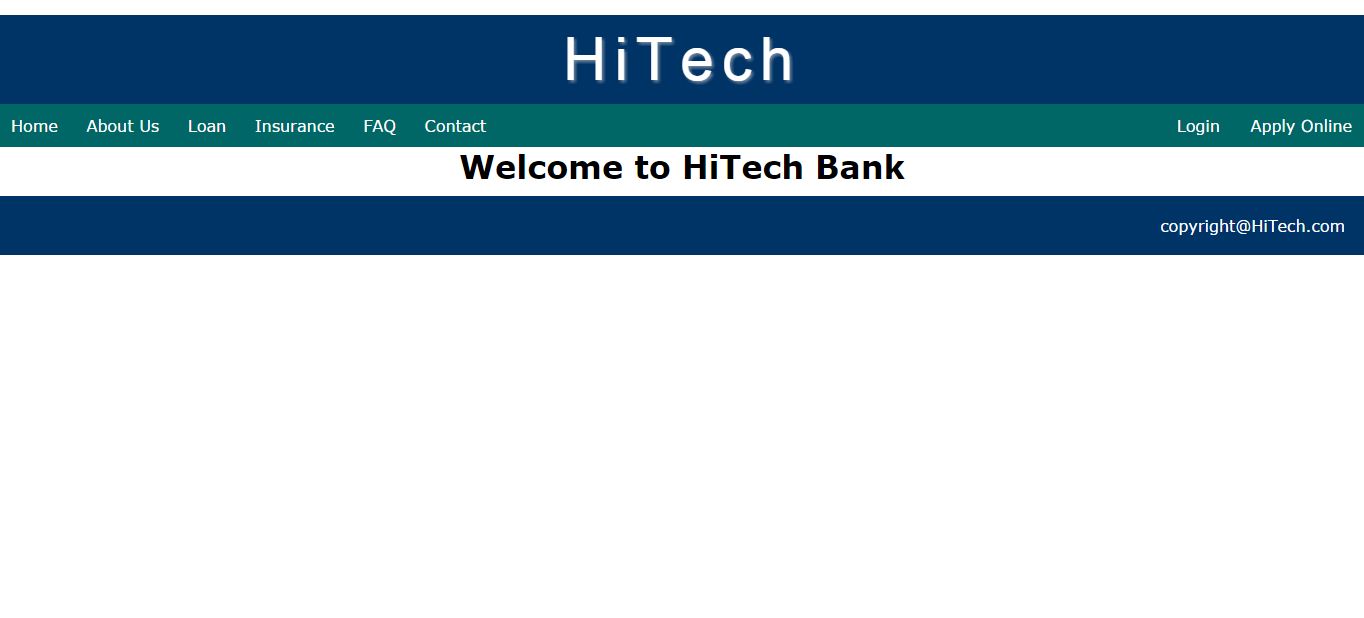 HiTech
Home About Us Loan Insurance FAQ Contact Login Apply Online
Welcome to HiTech Bank
copyright@HiTech.com